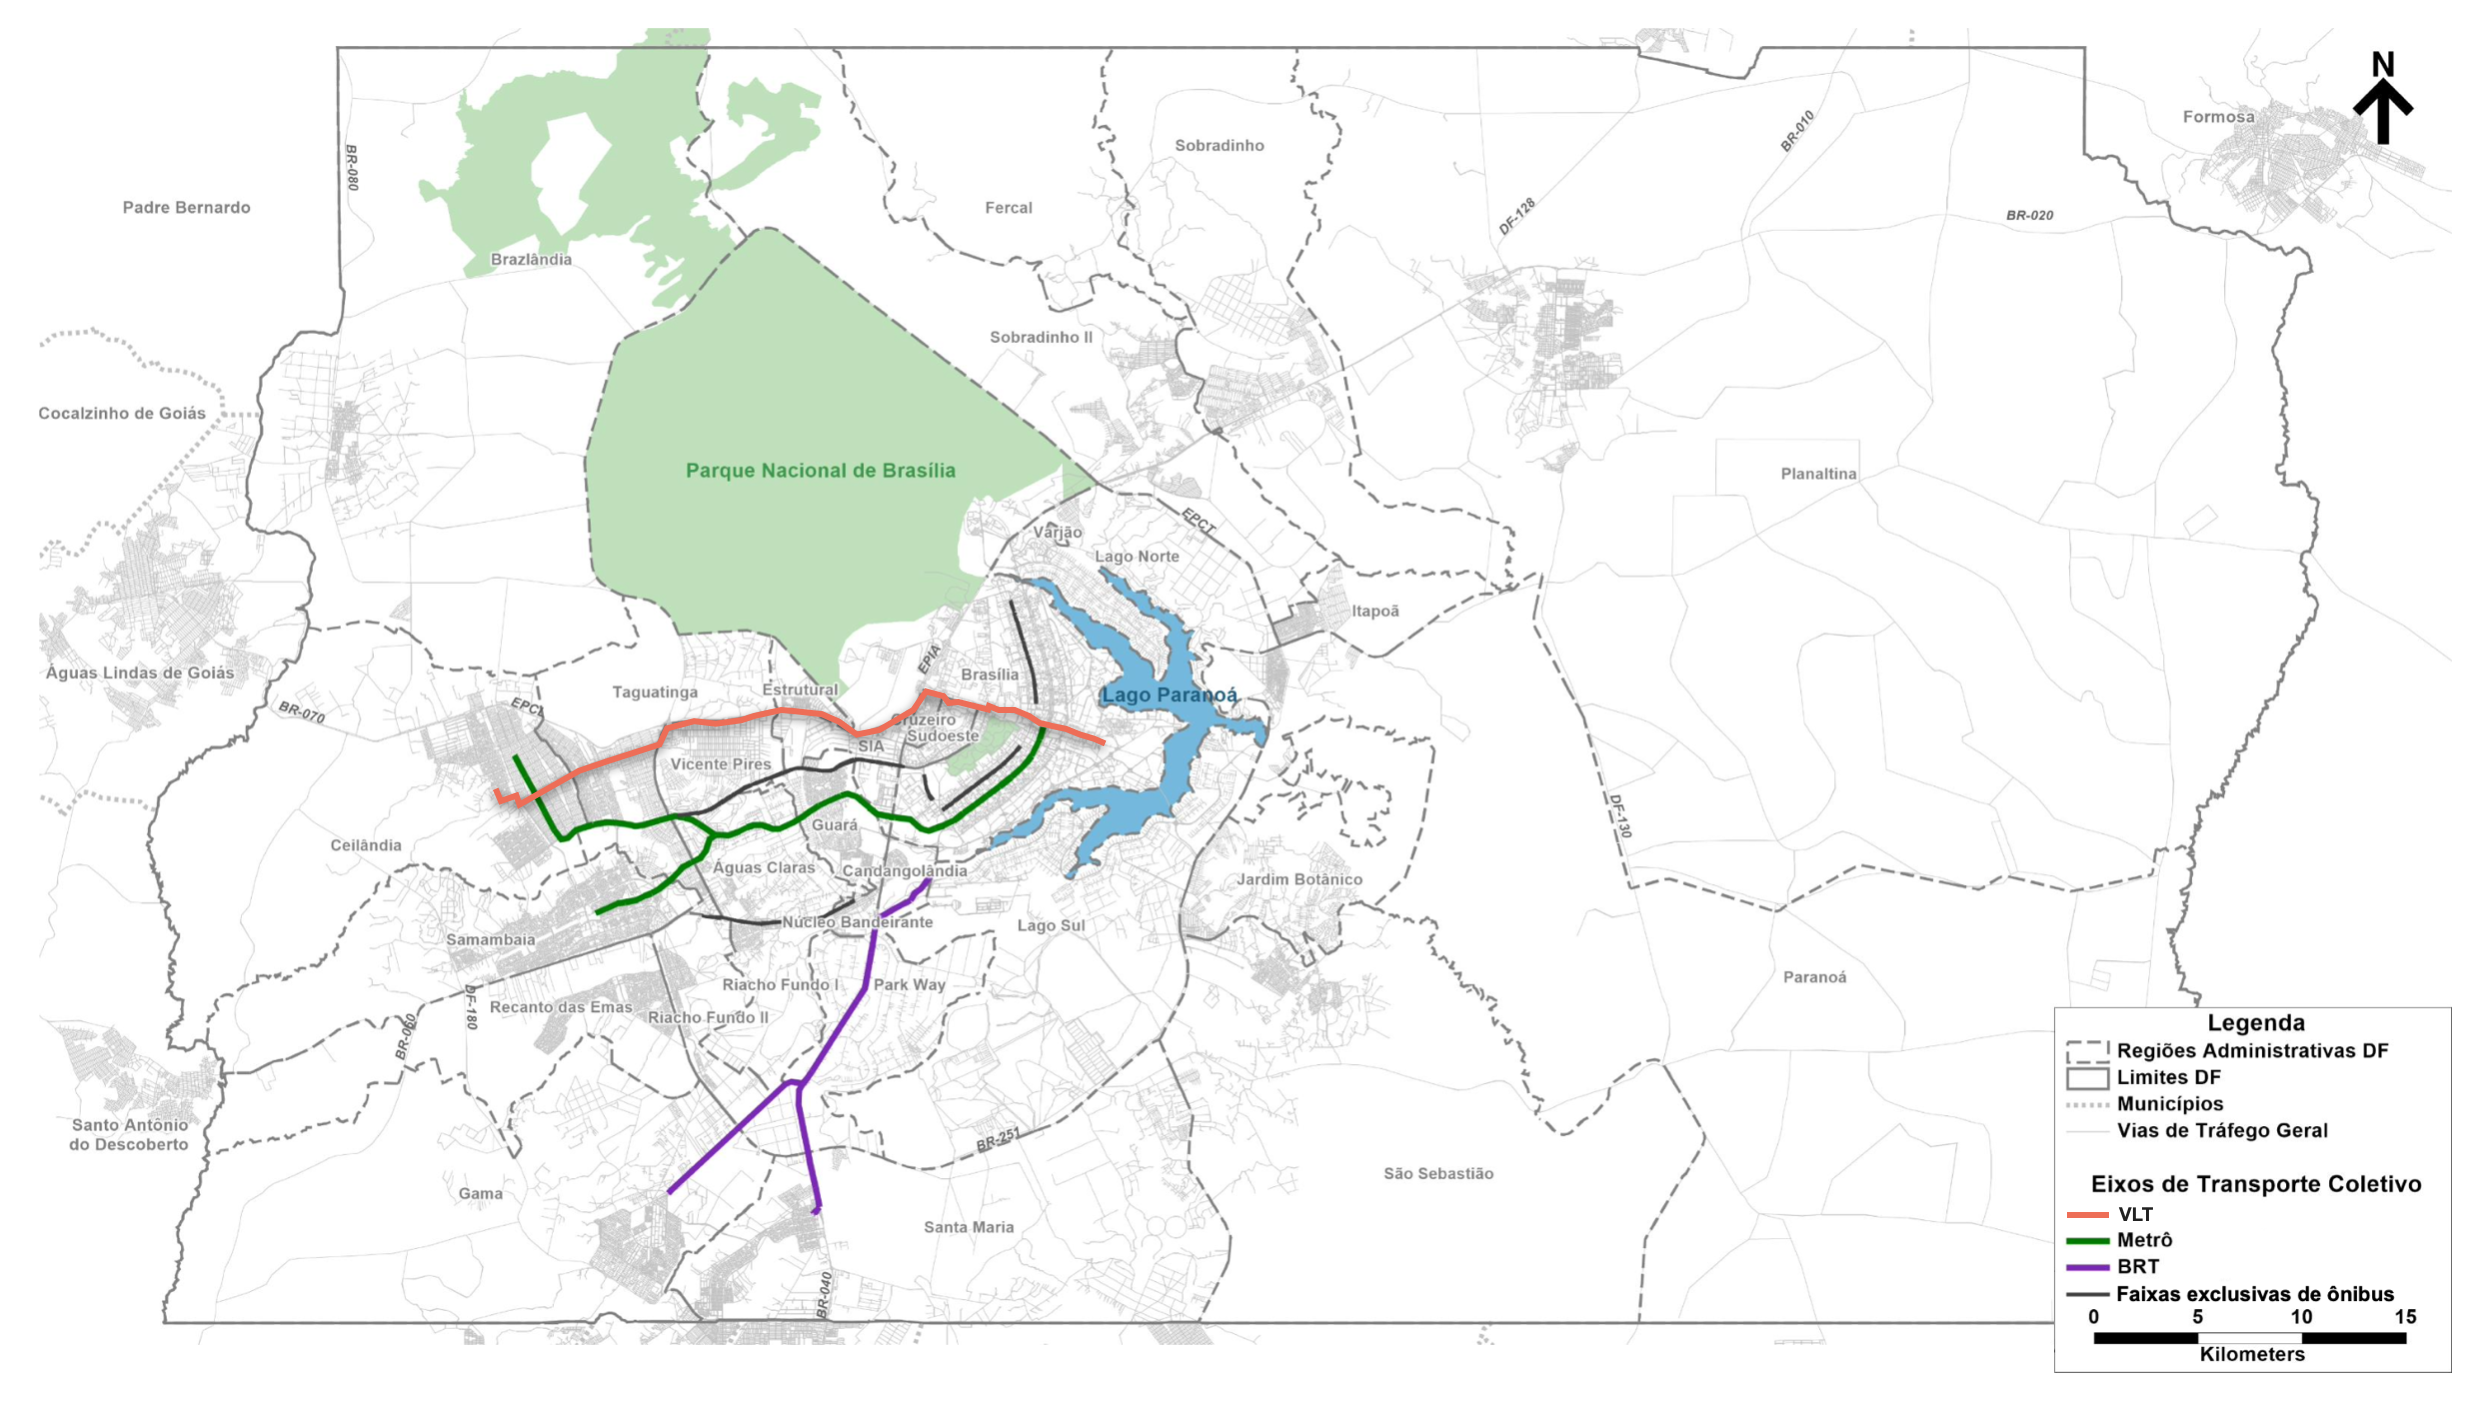 N
Formosa
BR-010
Sobradinho
BR-080
Padre Bernardo
Fercal
DF-128
BR-020
Brazlândia
Sobradinho II
Cocalzinho de Goiás
Parque Nacional de Brasília
Planaltina
EPCT
Varjão
Lago Norte
Itapoã
EPIA
Águas Lindas de Goiás
Brasília
Taguatinga
Estrutural
Lago Paranoá
BR-070
EPCL
Cruzeiro
Sudoeste
SIA
Vicente Pires
DF-130
Guará
Ceilândia
Águas Claras
Candangolândia
Jardim Botânico
Núcleo Bandeirante
Lago Sul
Samambaia
Paranoá
Riacho Fundo I
Park Way
DF-180
Recanto das Emas
Riacho Fundo II
BR-060
Santo Antônio
do Descoberto
BR-251
São Sebastião
Gama
Santa Maria
BR-040
Legenda
Regiões Administrativas DF
Limites DF
Municípios
Vias de Tráfego Geral
Eixos de Transporte Coletivo
VLT
Metrô
BRT
Faixas exclusivas de ônibus
0 5 10 15
Kilometers